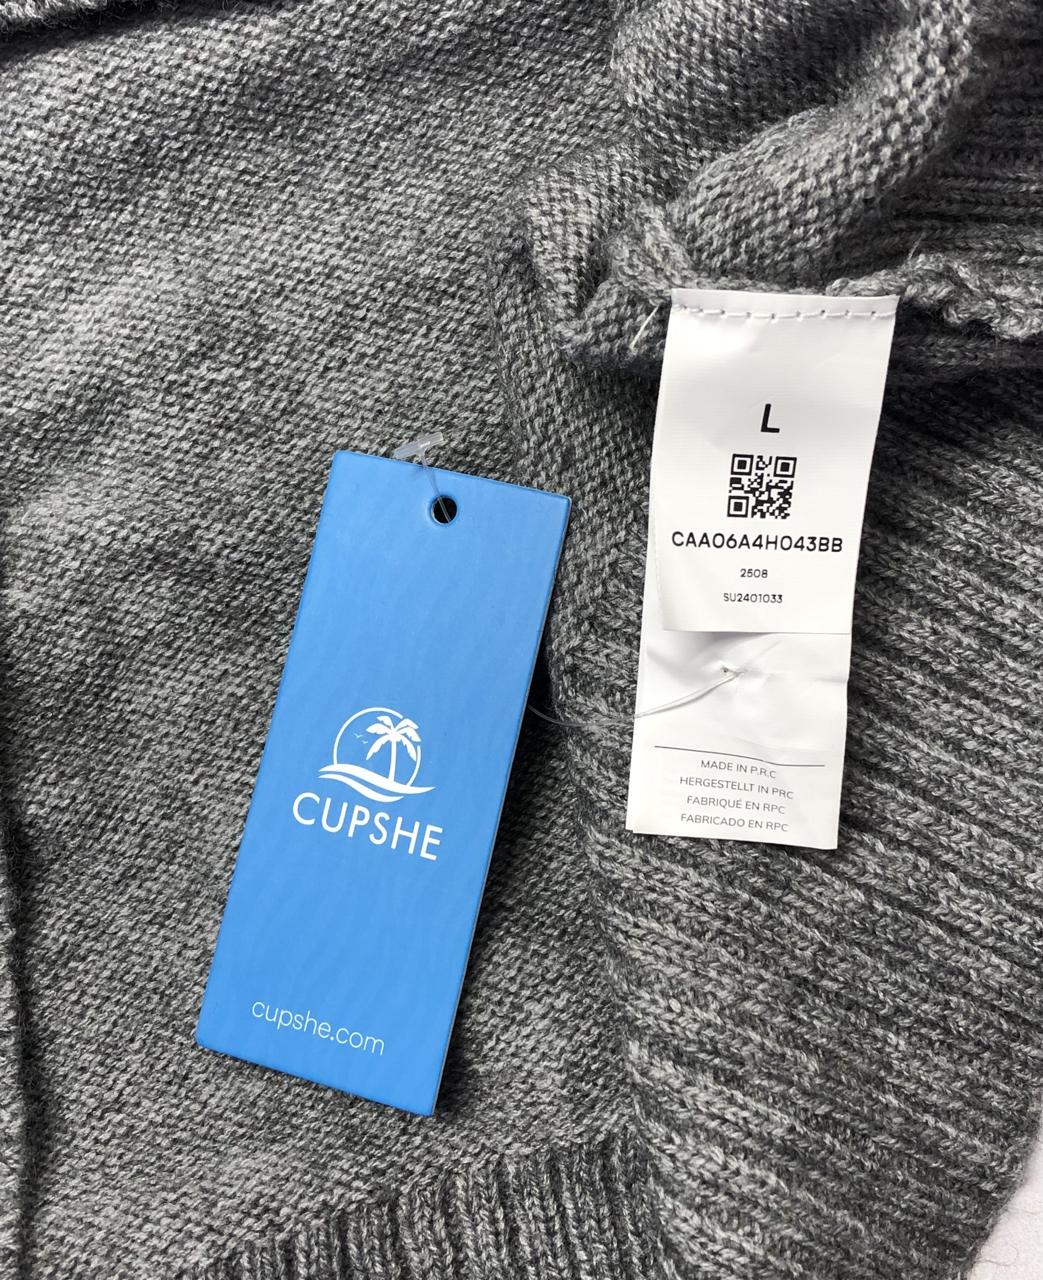 CUPSHE
cupshe.com
L
CAA06A4H043BB
2508
SU2401033
MADE IN P.R.C
HERGESTELLT IN PRC
FABRIQUÉ EN RPC
FABRICADO EN RPC